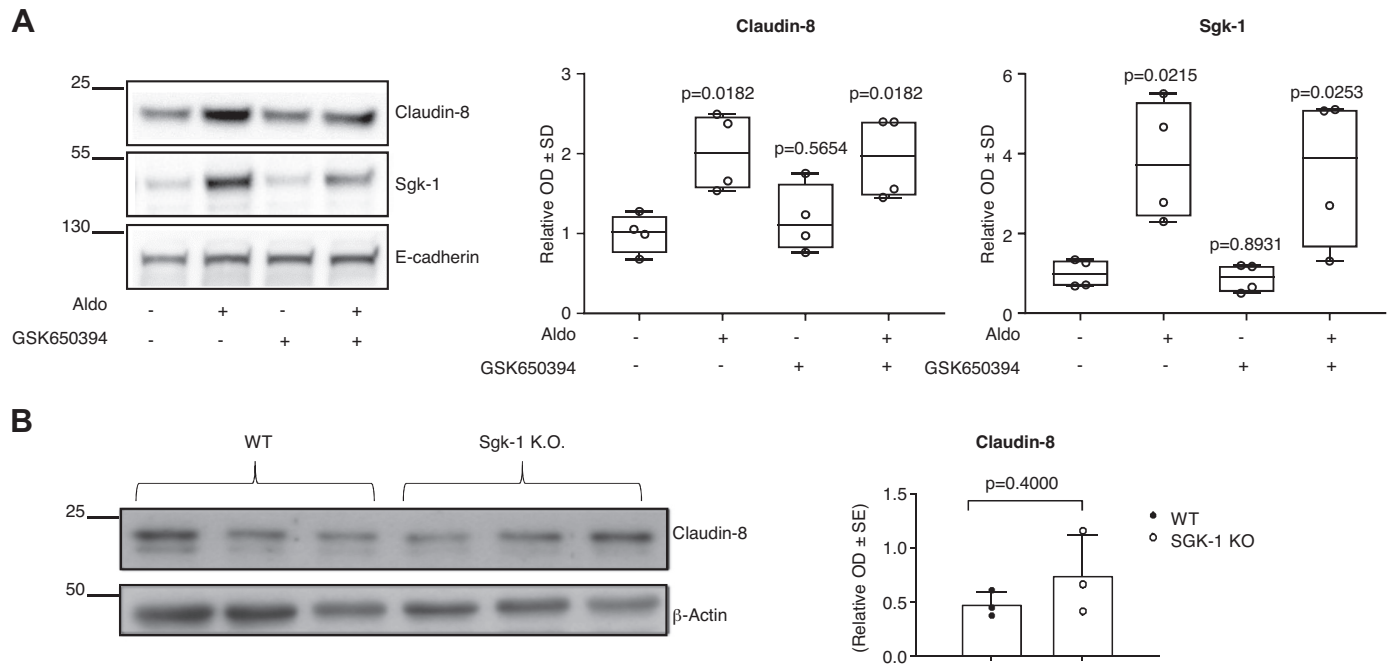 A
25
Claudin-8
55
Sgk-1
130
E-cadherin
Aldo - + - +
GSK650394 - - + +
Claudin-8
Relative OD ± SD
3
2
1
0
p=0.0182
p=0.5654
p=0.0182
Aldo - + - +
GSK650394 - - + +
Sgk-1
Relative OD ± SD
6
4
2
0
p=0.0215
p=0.8931
p=0.0253
Aldo - + - +
GSK650394 - - + +
B
WT Sgk-1 K.O.
25
Claudin-8
50
β-Actin
Claudin-8
p=0.4000
(Relative OD ± SE)
1.5
1.0
0.5
0.0
WT
SGK-1 KO